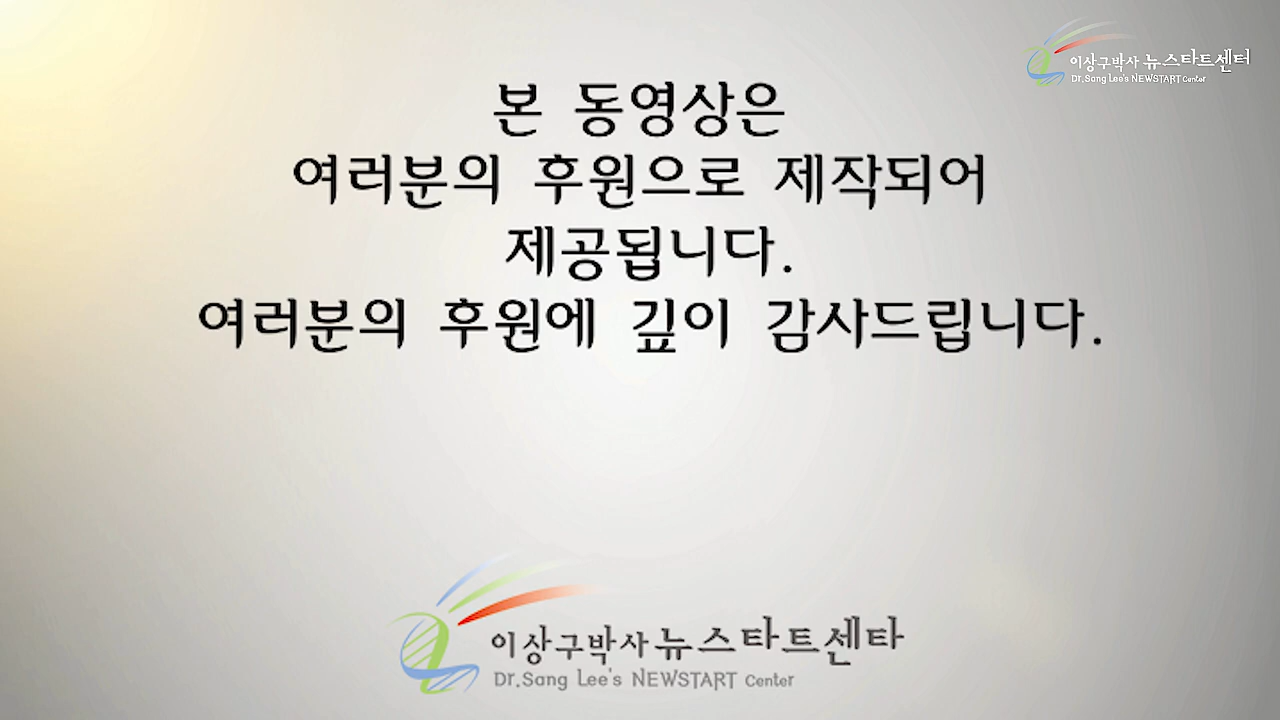 이상구박사 뉴스타트센터
Dr.Sang Lee's NEWSTART Center
본 동영상은
여러분의 후원으로 제작되어
제공됩니다.
여러분의 후원에 깊이 감사드립니다.
이상구박사 뉴스타트센타
Dr.Sang Lee's NEWSTART Center